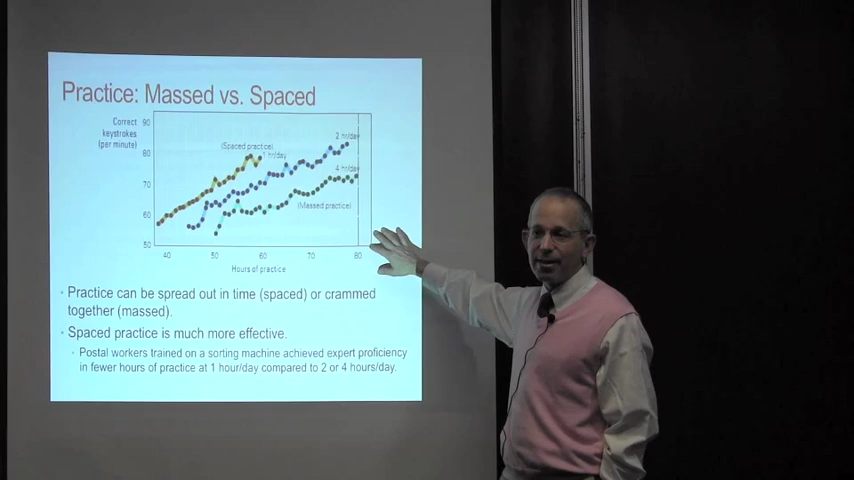 Practice: Massed vs. Spaced
Correct
keystrokes
(per minute)
90
80
70
60
50
(Spaced practice)
1 hr/day
2 hr/day
4 hr/day
(Massed practice)
40
50
60
70
80
Hours of practice
· Practice can be spread out in time (spaced) or crammed
together (massed).
· Spaced practice is much more effective.
· Postal workers trained on a sorting machine achieved expert proficiency
in fewer hours of practice at 1 hour/day compared to 2 or 4 hours/day.